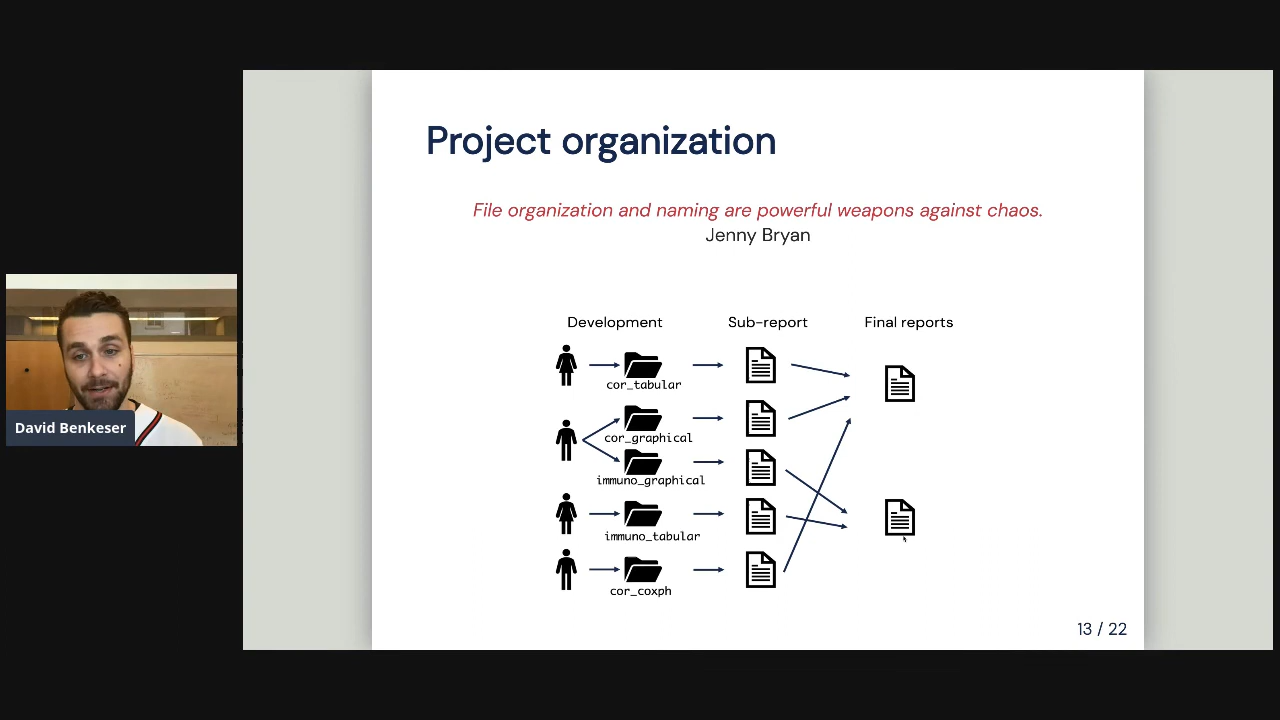 Project organization
File organization and naming are powerful weapons against chaos.
Jenny Bryan
Development Sub-report Final reports
cor_tabular
cor_graphical
immuno_graphical
immuno_tabular
cor_coxph
David Benkeser
13 / 22